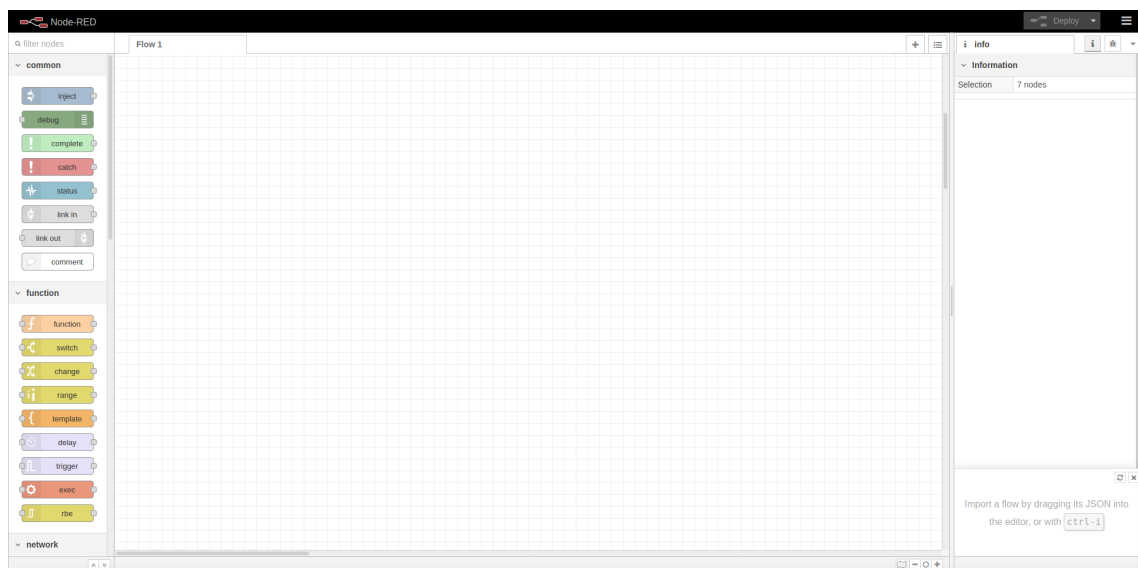 Node-RED
Deploy
filter nodes
Flow 1
i info
i
common
Information
Selection 7 nodes
inject
debug
complete
catch
status
link in
link out
comment
function
function
switch
change
range
template
delay
trigger
exec
rbe
network
Import a flow by dragging its JSON into
the editor, or with ctrl-i